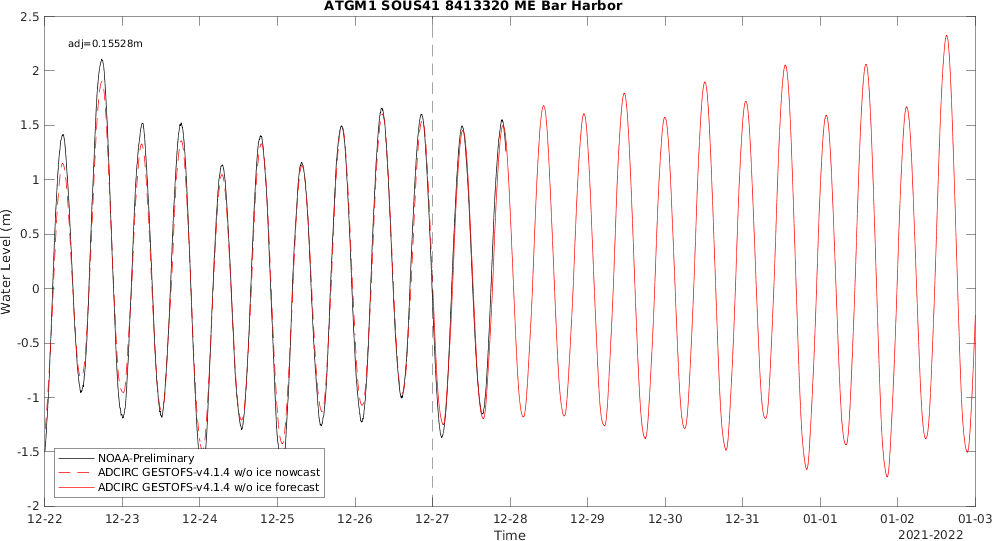 ATGM1 SOUS41 8413320 ME Bar Harbor
adj=0.15528m
Water Level (m)
2.5
2
1.5
1
0.5
0
-0.5
-1
-1.5
-2
NOAA-Preliminary
ADCIRC GESTOFS-v4.1.4 w/o ice nowcast
ADCIRC GESTOFS-v4.1.4 w/o ice forecast
12-22 12-23 12-24 12-25 12-26 12-27 12-28 12-29 12-30 12-31 01-01 01-02 01-03
Time
2021-2022